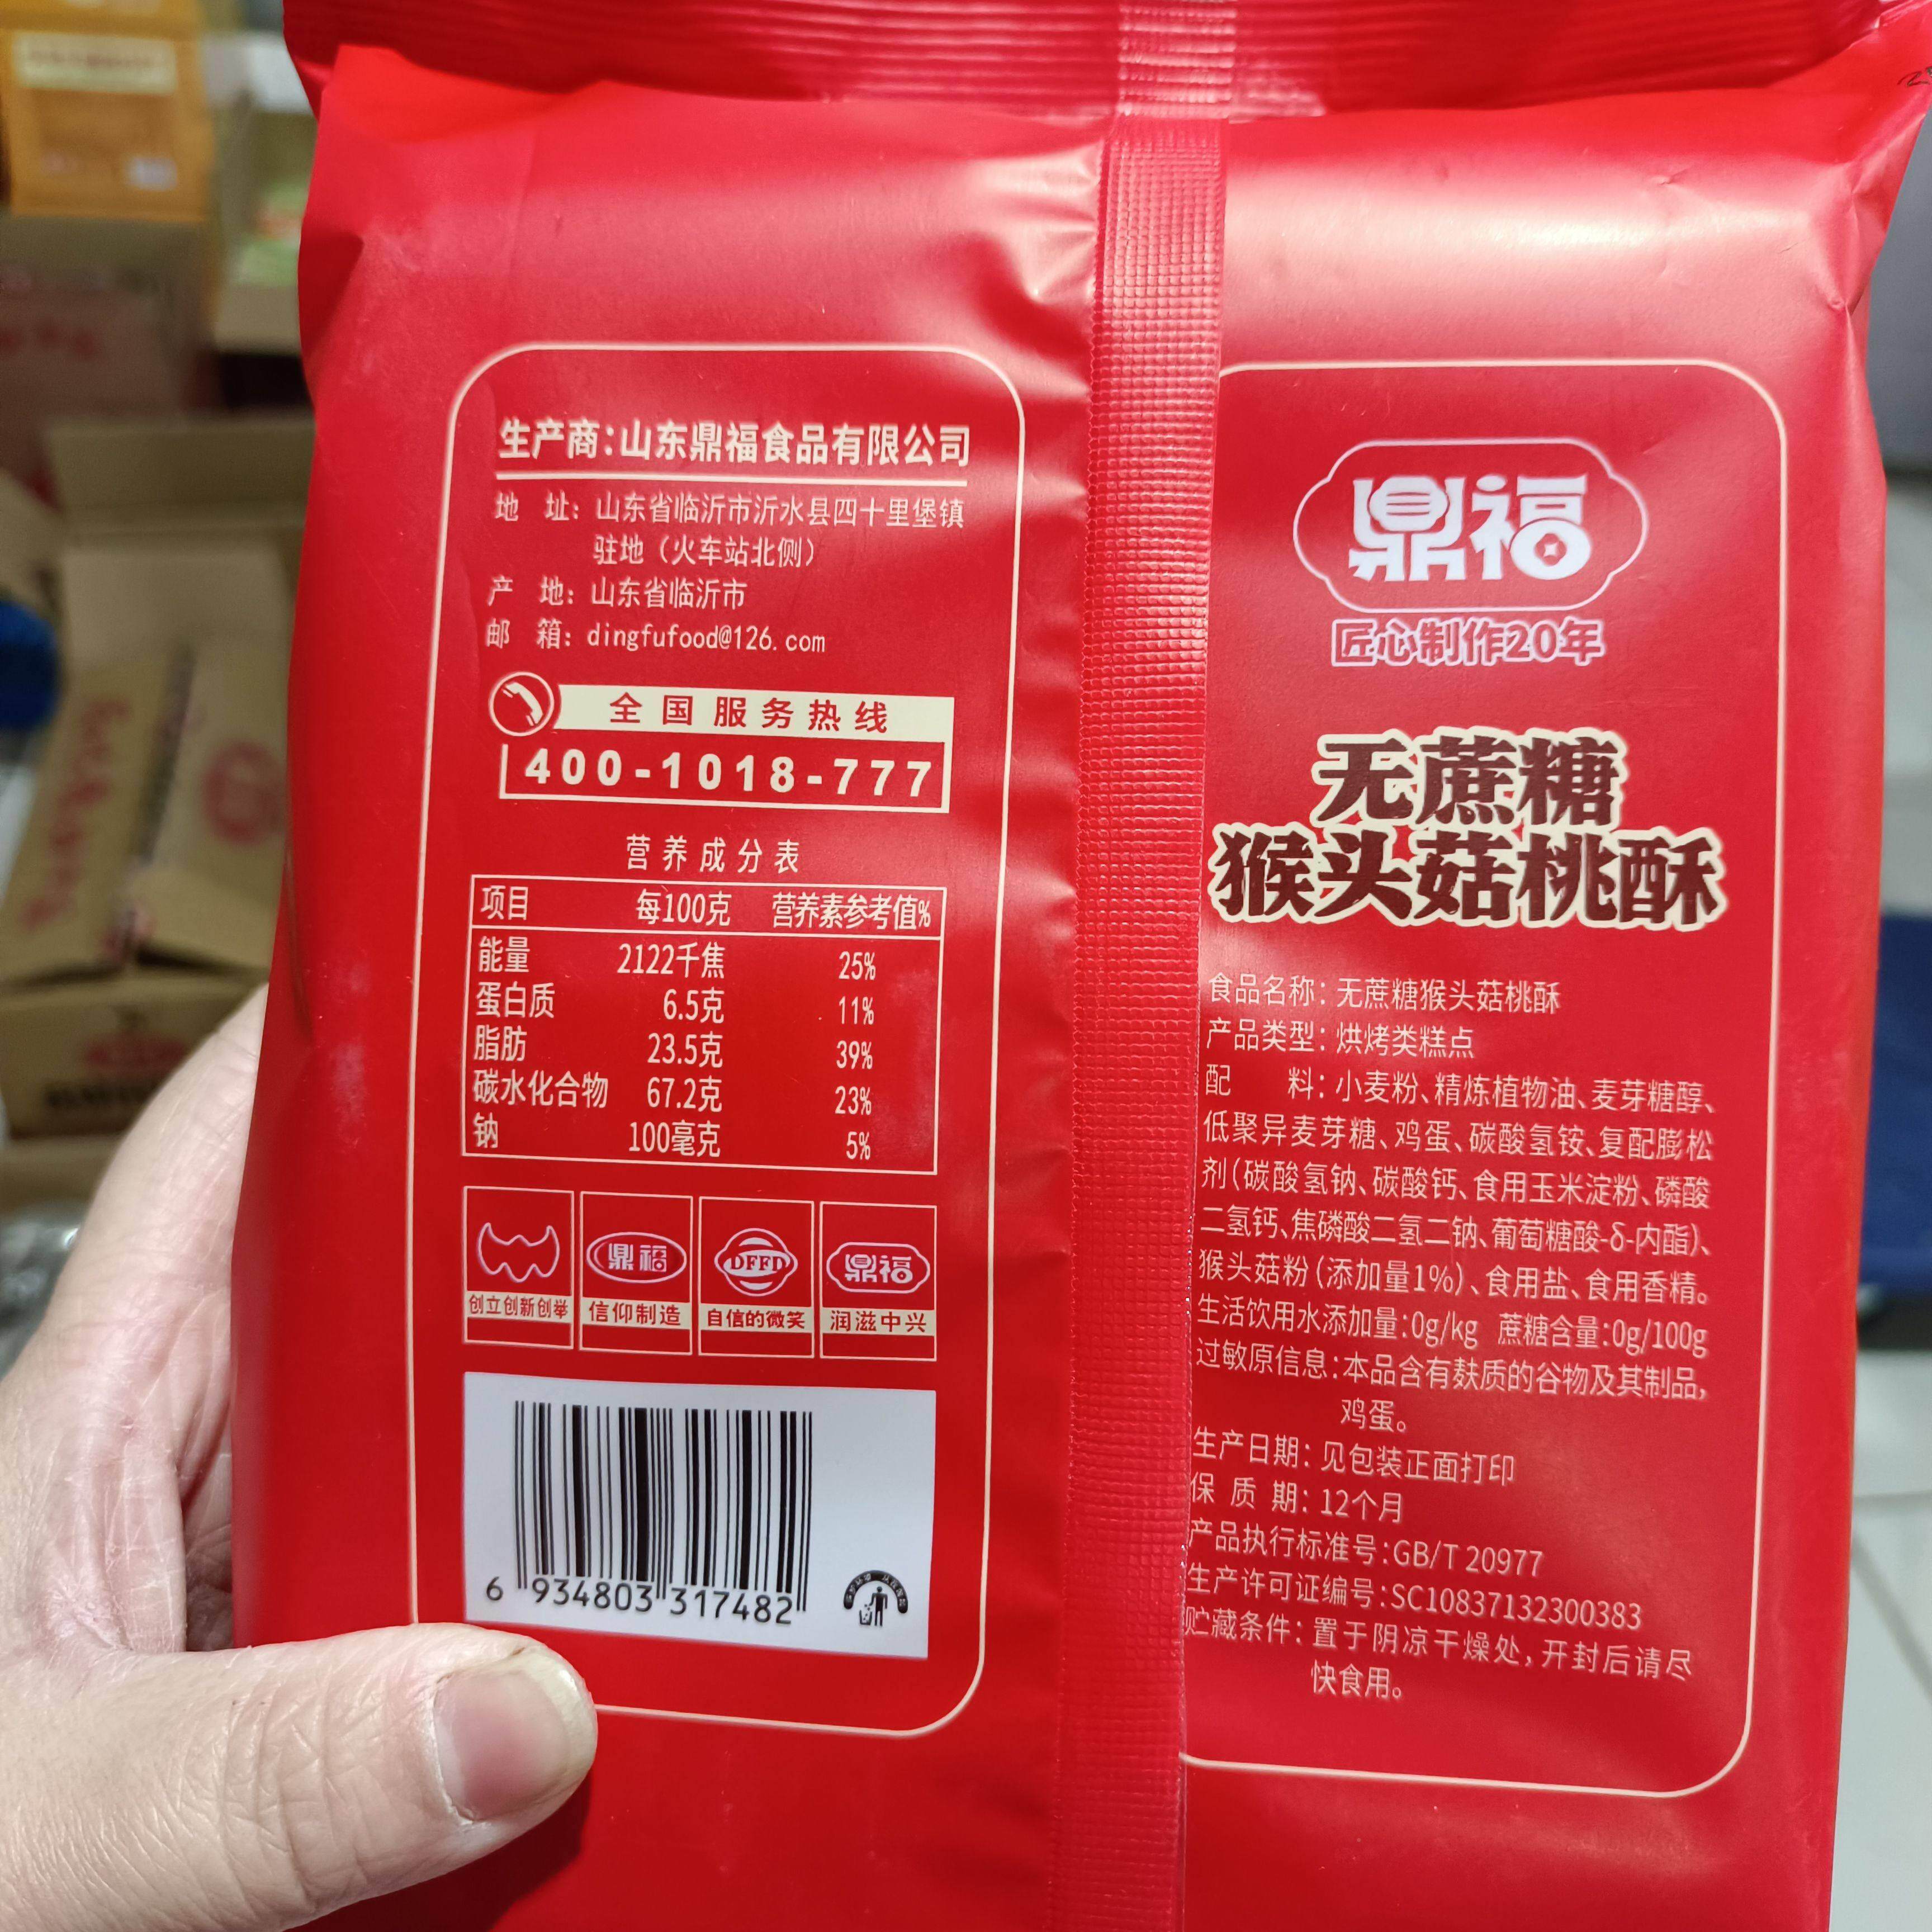 生产商:山东鼎福食品有限公司
地 址: 山东省临沂市沂水县四十里堡镇
驻地（火车站北侧）
产 地: 山东省临沂市
邮 箱: dingfufood@126.com
全国服务热线
400-1018-777
营养成分表
项目 每100克 营养素参考值%
能量 2122千焦 25%
蛋白质 6.5克 11%
脂肪 23.5克 39%
碳水化合物 67.2克 23%
钠 100毫克 5%
鼎福 DFFD 鼎福
创立创新创举 信仰制造 自信的微笑 润滋中兴
6 934803 317482
鼎福
匠心制作20年
无蔗糖
猴头菇桃酥
食品名称: 无蔗糖猴头菇桃酥
产品类型: 烘烤类糕点
配 料: 小麦粉、精炼植物油、麦芽糖醇、
低聚异麦芽糖、鸡蛋、碳酸氢铵、复配膨松
剂(碳酸氢钠、碳酸钙、食用玉米淀粉、磷酸
二氢钙、焦磷酸二氢二钠、葡萄糖酸-δ-内酯)、
猴头菇粉(添加量1%)、食用盐、食用香精。
生活饮用水添加量:0g/kg 蔗糖含量:0g/100g
过敏原信息:本品含有麸质的谷物及其制品,
鸡蛋。
生产日期: 见包装正面打印
保 质 期: 12个月
产品执行标准号:GB/T 20977
生产许可证编号:SC10837132300383
贮藏条件: 置于阴凉干燥处,开封后请尽
快食用。